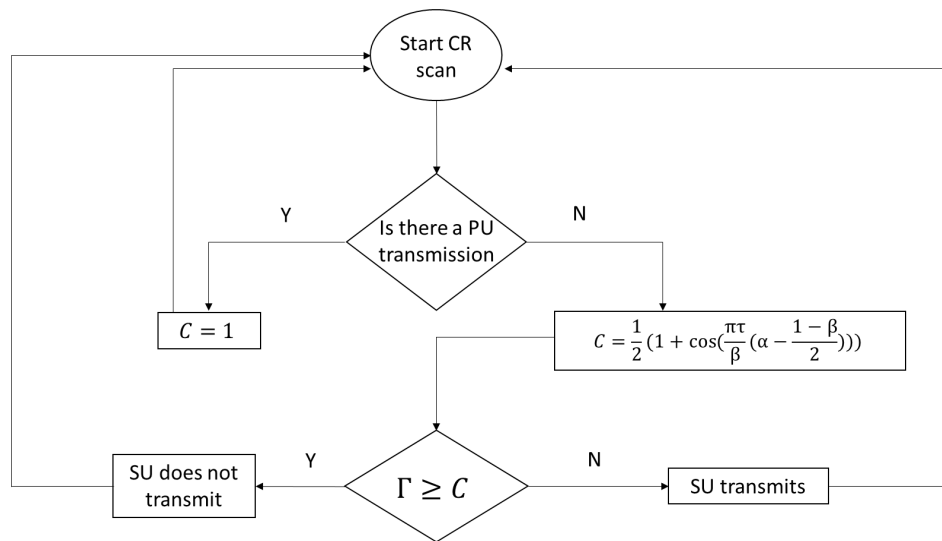 Start CR
scan
Is there a PU
transmission
Y
N
C = 1
C = 1/2 (1 + cos(πτ/β (α − (1 − β)/2)))
Y
N
SU does not
transmit
Γ ≥ C
SU transmits